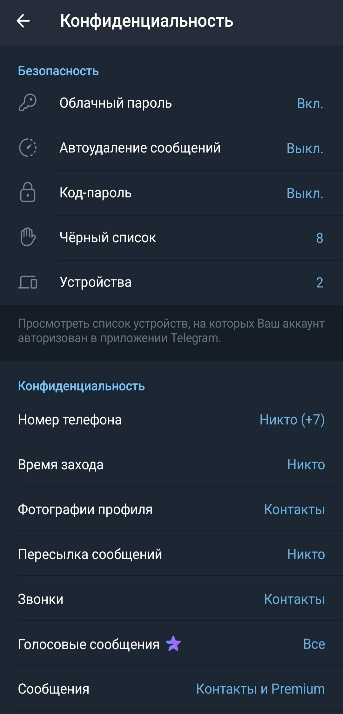 Конфиденциальность
Безопасность
Облачный пароль Вкл.
Автоудаление сообщений Выкл.
Код-пароль Выкл.
Чёрный список 8
Устройства 2
Просмотреть список устройств, на которых Ваш аккаунт
авторизован в приложении Telegram.
Конфиденциальность
Номер телефона Никто (+7)
Время захода Никто
Фотографии профиля Контакты
Пересылка сообщений Никто
Звонки Контакты
Голосовые сообщения Все
Сообщения Контакты и Premium